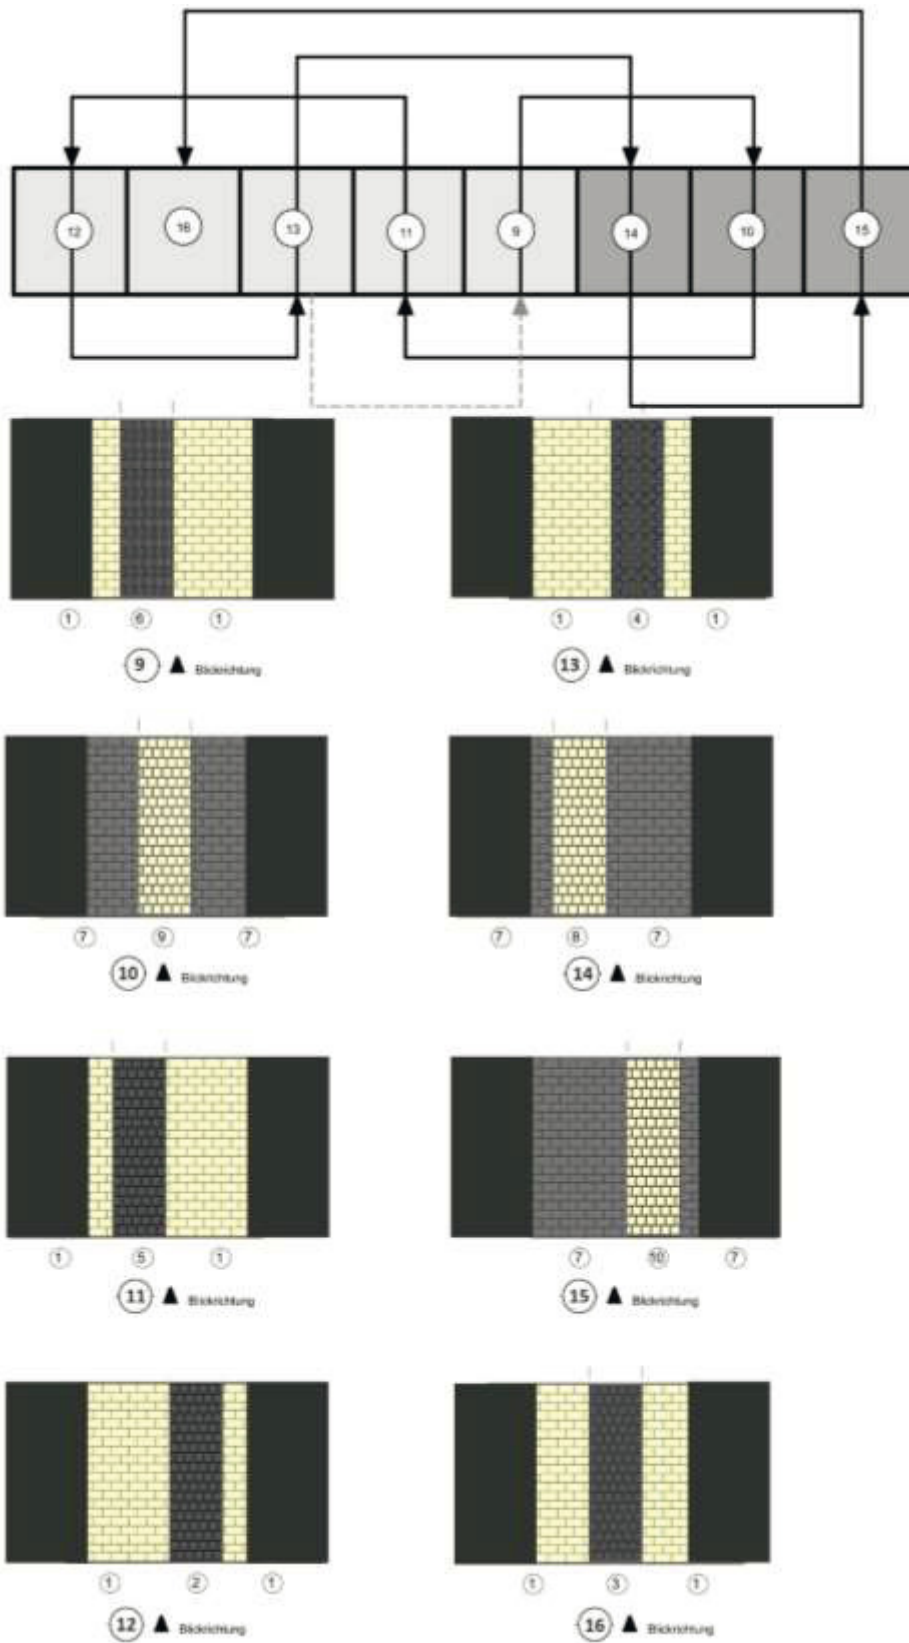 12 16 13 11 9 14 10 15
1 6 1
1 4 1
9 Blickrichtung
13 Blickrichtung
7 9 7
7 8 7
10 Blickrichtung
14 Blickrichtung
1 5 1
7 10 7
11 Blickrichtung
15 Blickrichtung
1 2 1
1 3 1
12 Blickrichtung
16 Blickrichtung